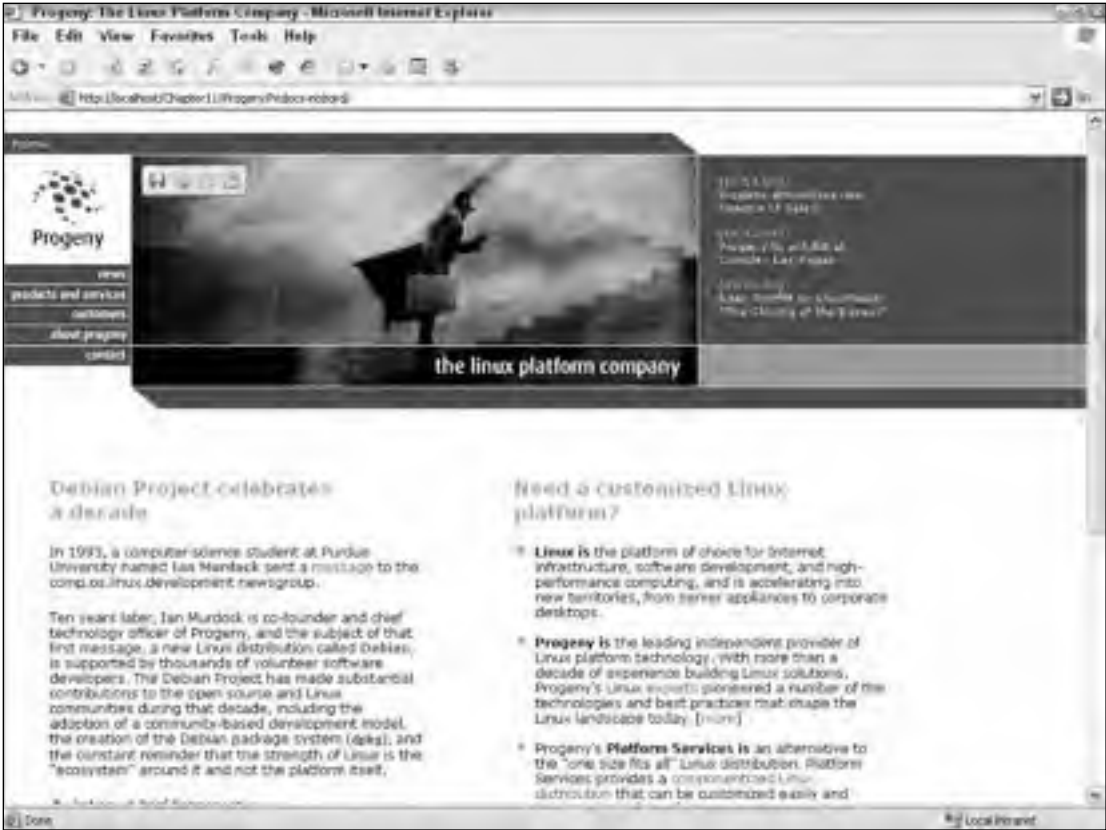 Progeny: The Linux Platform Company - Microsoft Internet Explorer
File Edit View Favorites Tools Help
Progeny
news
products and services
customers
about progeny
contact
the linux platform company
Debian Project celebrates
a decade
In 1993, a computer science student at Purdue
University named Ian Murdock sent a message to the
comp.os.linux.development newsgroup.
Ten years later, Ian Murdock is co-founder and chief
technology officer of Progeny, and the subject of that
first message, a new Linux distribution called Debian,
is supported by thousands of volunteer software
developers. The Debian Project has made substantial
contributions to the open source and Linux
communities during that decade, including the
adoption of a community-based development model,
the creation of the Debian package system (dpkg), and
the constant reminder that the strength of Linux is the
"ecosystem" around it and not the platform itself.
Need a customized Linux
platform?
Linux is the platform of choice for Internet
infrastructure, software development, and high-
performance computing, and is accelerating into
new territories, from server appliances to corporate
desktops.
Progeny is the leading independent provider of
Linux platform technology. With more than a
decade of experience building Linux solutions,
Progeny's Linux experts pioneered a number of the
technologies and best practices that shape the
Linux landscape today. [more]
Progeny's Platform Services is an alternative to
the "one size fits all" Linux distribution. Platform
Services provides a componentized Linux
distribution that can be customized easily and
Done
Local intranet